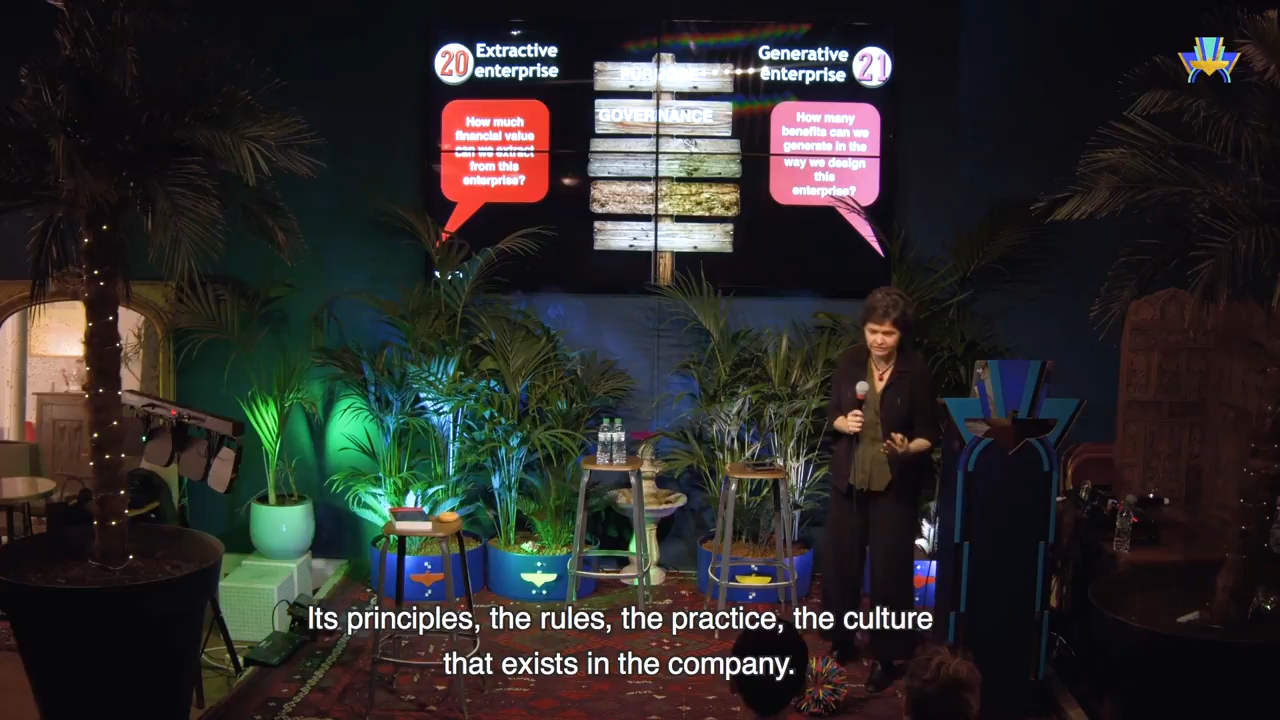 20
Extractive
enterprise
PURPOSE
Generative
enterprise
21
How much
financial value
can we extract
from this
enterprise?
GOVERNANCE
How many
benefits can we
generate in the
way we design
this
enterprise?
Its principles, the rules, the practice, the culture
that exists in the company.